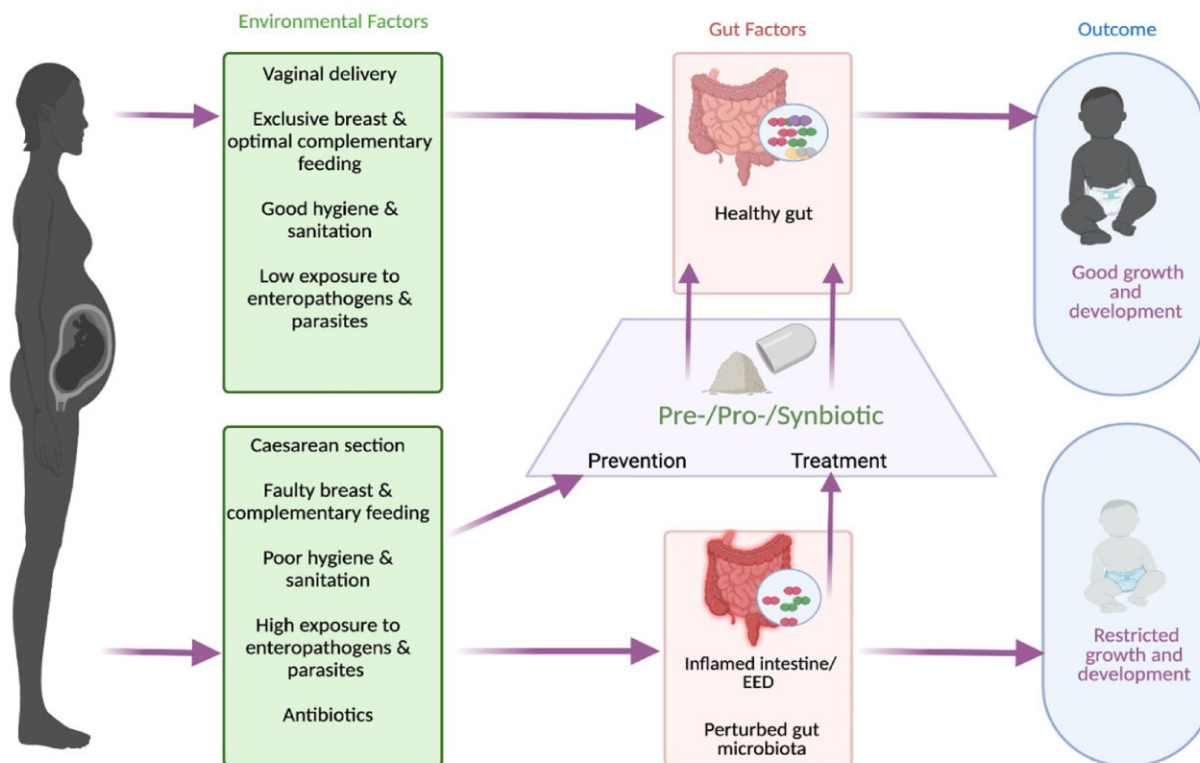 Environmental Factors
Gut Factors
Outcome
Vaginal delivery
Exclusive breast &
optimal complementary
feeding
Good hygiene &
sanitation
Low exposure to
enteropathogens &
parasites
Healthy gut
Good growth
and
development
Pre-/Pro-/Synbiotic
Prevention
Treatment
Caesarean section
Faulty breast &
complementary feeding
Poor hygiene &
sanitation
High exposure to
enteropathogens &
parasites
Antibiotics
Inflamed intestine/
EED
Perturbed gut
microbiota
Restricted
growth and
development